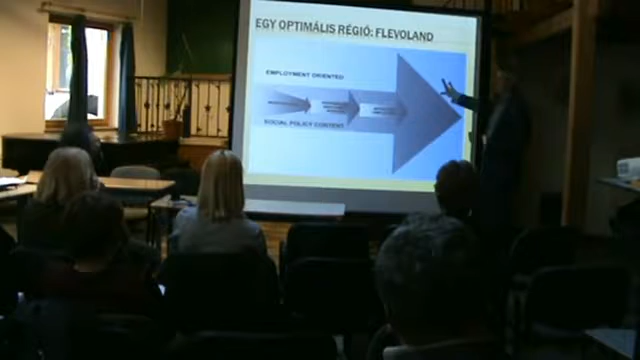 EGY OPTIMÁLIS RÉGIÓ: FLEVOLAND
EMPLOYMENT ORIENTED
SOCIAL POLICY CONTENT